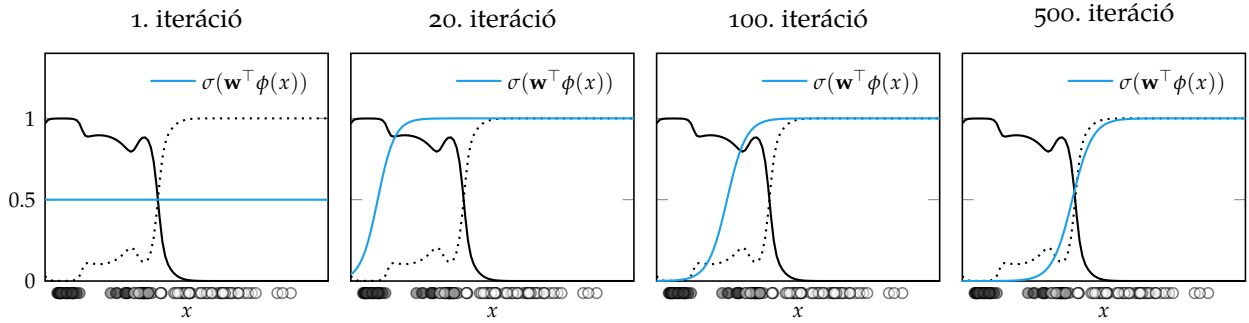 1. iteráció
20. iteráció
100. iteráció
500. iteráció
σ(w⊤ϕ(x))
σ(w⊤ϕ(x))
σ(w⊤ϕ(x))
σ(w⊤ϕ(x))
1
0.5
0
x
x
x
x